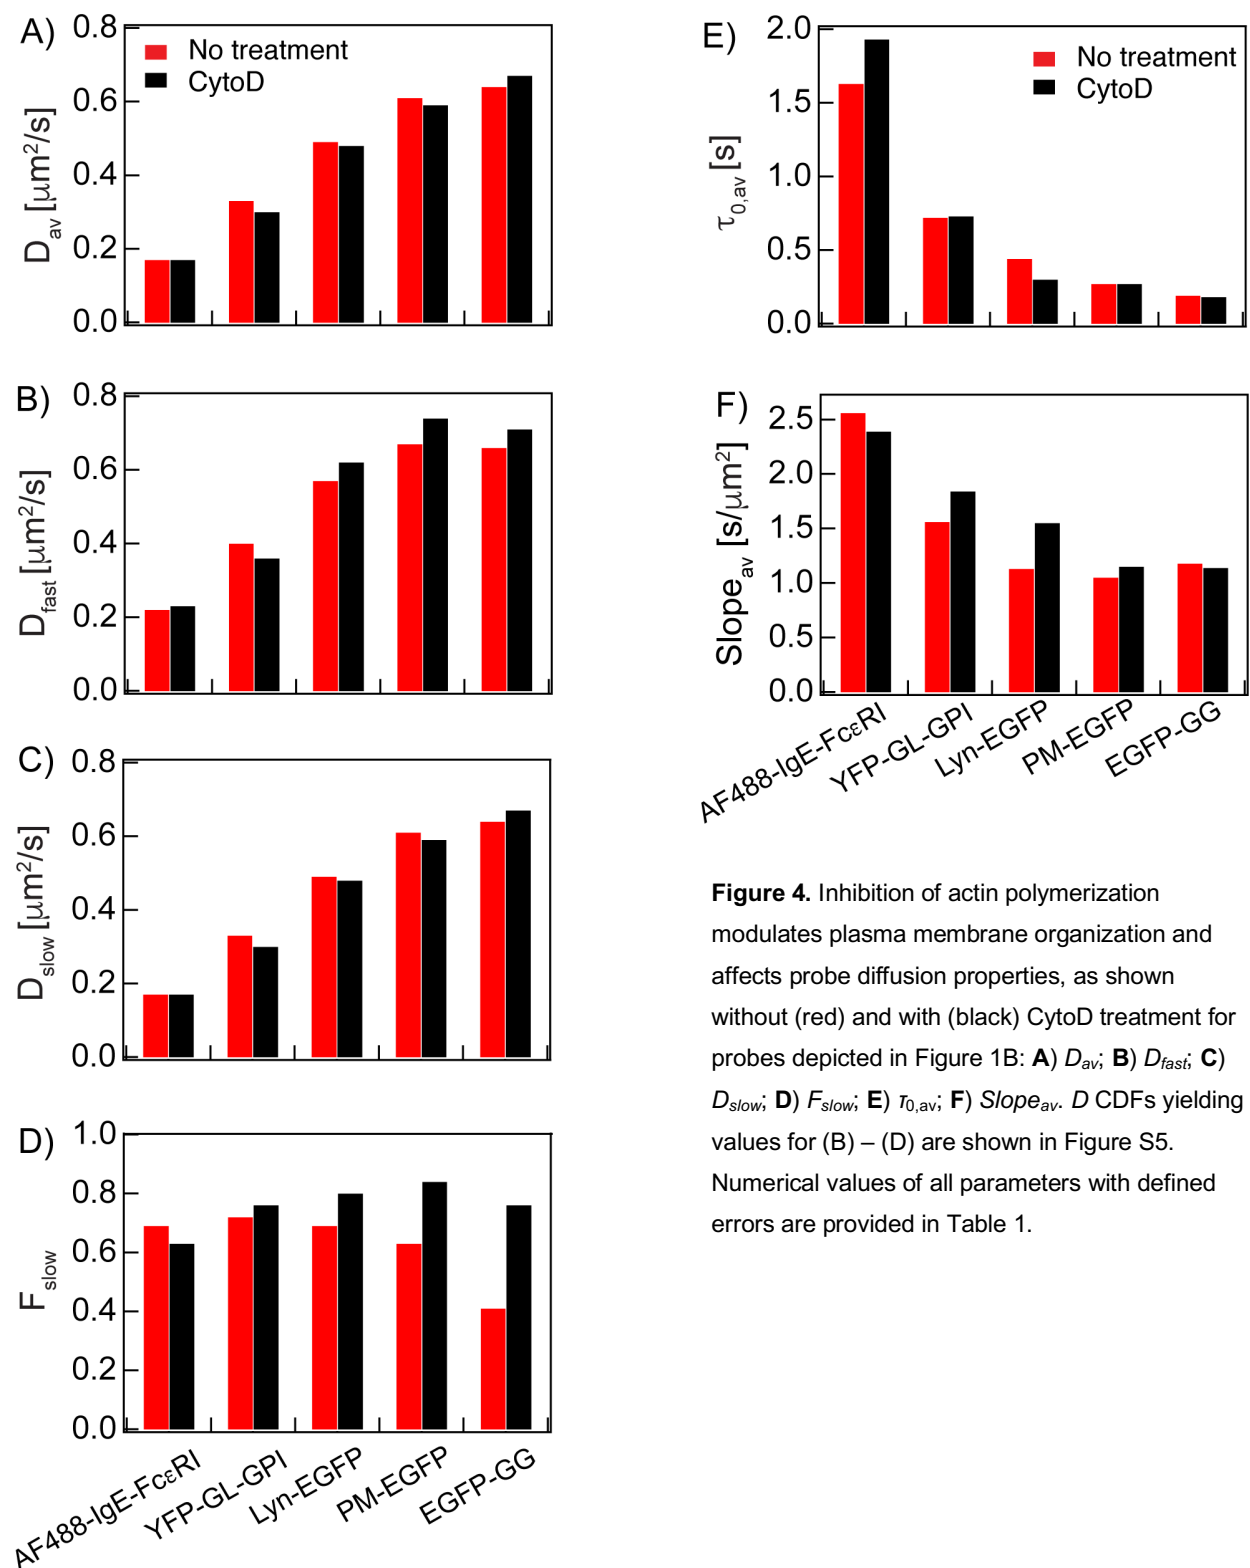 A)
0.8
0.6
0.4
0.2
0.0
D_av [μm²/s]
No treatment
CytoD
B)
0.8
0.6
0.4
0.2
0.0
D_fast [μm²/s]
C)
0.8
0.6
0.4
0.2
0.0
D_slow [μm²/s]
D)
1.0
0.8
0.6
0.4
0.2
0.0
F_slow
AF488-IgE-FcεRI
YFP-GL-GPI
Lyn-EGFP
PM-EGFP
EGFP-GG
E)
2.0
1.5
1.0
0.5
0.0
τ_0,av [s]
No treatment
CytoD
F)
2.5
2.0
1.5
1.0
0.5
0.0
Slope_av [s/μm²]
AF488-IgE-FcεRI
YFP-GL-GPI
Lyn-EGFP
PM-EGFP
EGFP-GG
Figure 4. Inhibition of actin polymerization
modulates plasma membrane organization and
affects probe diffusion properties, as shown
without (red) and with (black) CytoD treatment for
probes depicted in Figure 1B: A) D_av; B) D_fast; C)
D_slow; D) F_slow; E) τ_0,av; F) Slope_av. D CDFs yielding
values for (B) – (D) are shown in Figure S5.
Numerical values of all parameters with defined
errors are provided in Table 1.